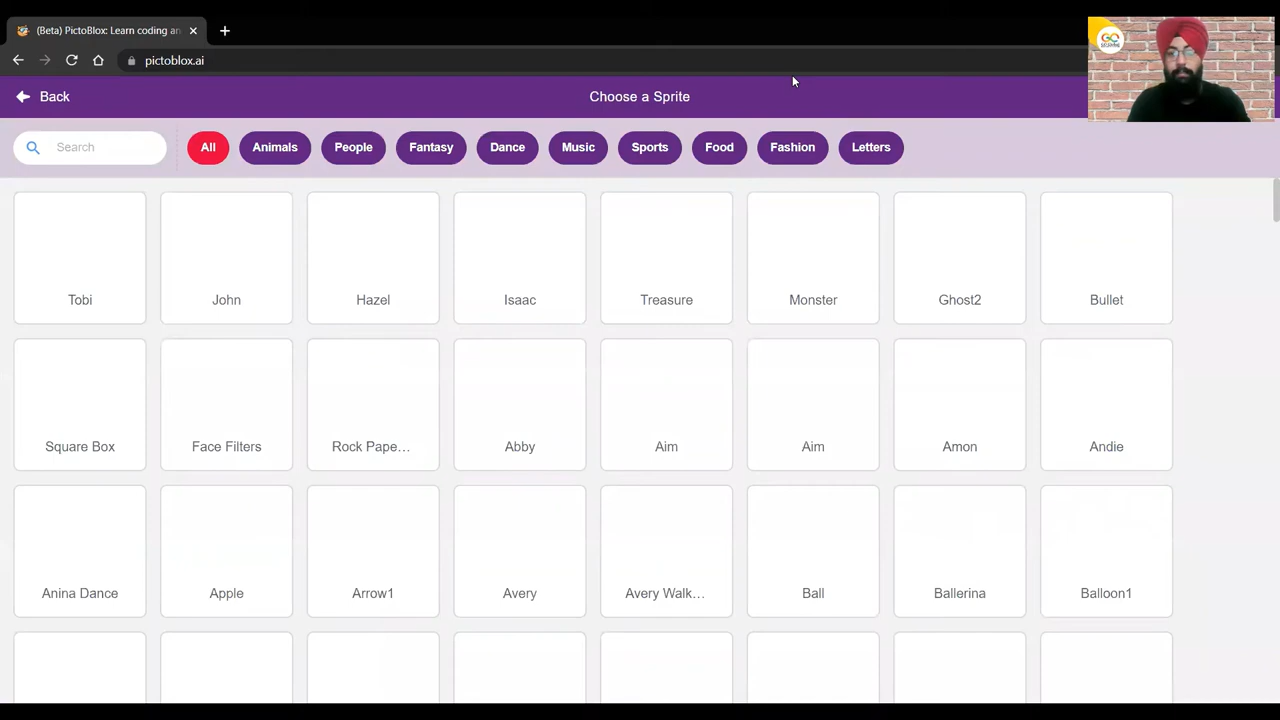 (Beta) PictoBlox: Learn coding an
pictoblox.ai
Back
Choose a Sprite
Search
All
Animals
People
Fantasy
Dance
Music
Sports
Food
Fashion
Letters
Tobi
John
Hazel
Isaac
Treasure
Monster
Ghost2
Bullet
Square Box
Face Filters
Rock Pape…
Abby
Aim
Aim
Amon
Andie
Anina Dance
Apple
Arrow1
Avery
Avery Walk…
Ball
Ballerina
Balloon1